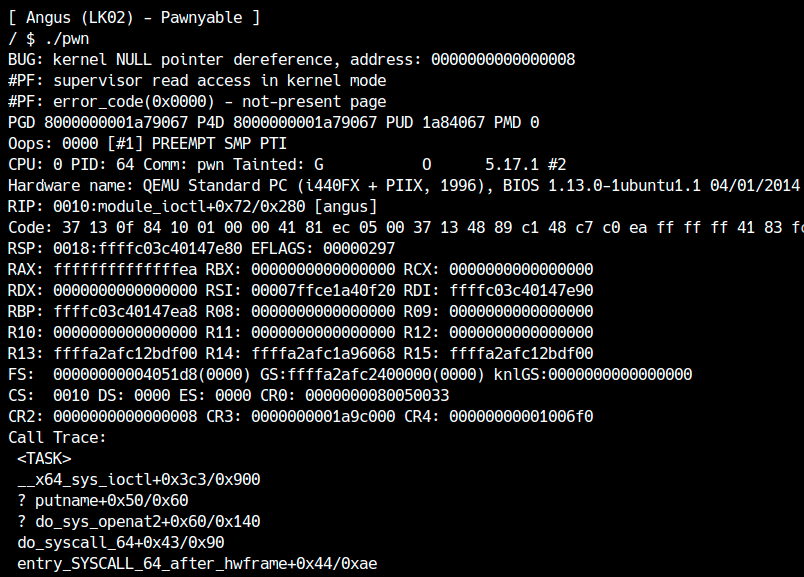 [ Angus (LK02) - Pawnyable ]
/ $ ./pwn
BUG: kernel NULL pointer dereference, address: 0000000000000008
#PF: supervisor read access in kernel mode
#PF: error_code(0x0000) - not-present page
PGD 8000000001a79067 P4D 8000000001a79067 PUD 1a84067 PMD 0
Oops: 0000 [#1] PREEMPT SMP PTI
CPU: 0 PID: 64 Comm: pwn Tainted: G           O      5.17.1 #2
Hardware name: QEMU Standard PC (i440FX + PIIX, 1996), BIOS 1.13.0-1ubuntu1.1 04/01/2014
RIP: 0010:module_ioctl+0x72/0x280 [angus]
Code: 37 13 0f 84 10 01 00 00 41 81 ec 05 00 37 13 48 89 c1 48 c7 c0 ea ff ff ff 41 83 fc
RSP: 0018:ffffc03c40147e80 EFLAGS: 00000297
RAX: ffffffffffffffea RBX: 0000000000000000 RCX: 0000000000000000
RDX: 0000000000000000 RSI: 00007ffce1a40f20 RDI: ffffc03c40147e90
RBP: ffffc03c40147ea8 R08: 0000000000000000 R09: 0000000000000000
R10: 0000000000000000 R11: 0000000000000000 R12: 0000000000000000
R13: ffffa2afc12bdf00 R14: ffffa2afc1a96068 R15: ffffa2afc12bdf00
FS:  00000000004051d8(0000) GS:ffffa2afc2400000(0000) knlGS:0000000000000000
CS:  0010 DS: 0000 ES: 0000 CR0: 0000000080050033
CR2: 0000000000000008 CR3: 0000000001a9c000 CR4: 00000000001006f0
Call Trace:
 <TASK>
 __x64_sys_ioctl+0x3c3/0x900
 ? putname+0x50/0x60
 ? do_sys_openat2+0x60/0x140
 do_syscall_64+0x43/0x90
 entry_SYSCALL_64_after_hwframe+0x44/0xae